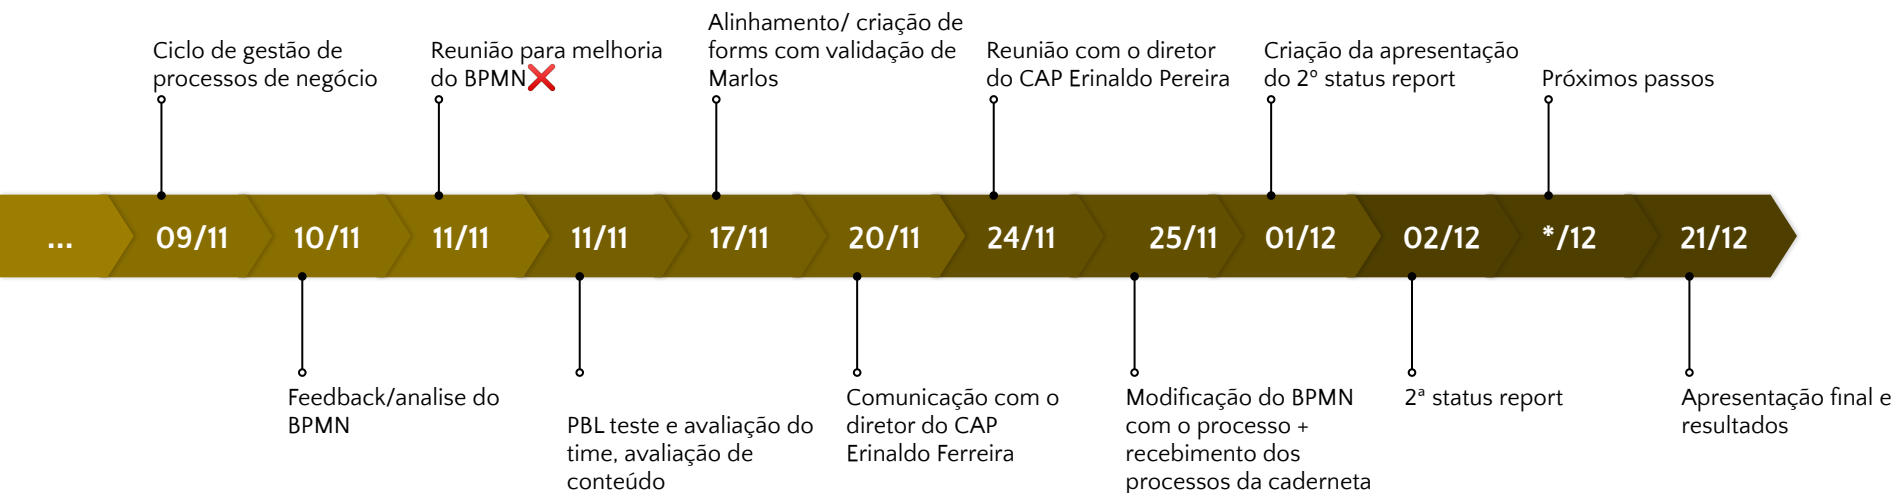 Ciclo de gestão de
processos de negócio
Reunião para melhoria
do BPMN❌
Alinhamento/ criação de
forms com validação de
Marlos
Reunião com o diretor
do CAP Erinaldo Pereira
Criação da apresentação
do 2º status report
Próximos passos
...
09/11
10/11
11/11
11/11
17/11
20/11
24/11
25/11
01/12
02/12
*/12
21/12
Feedback/analise do
BPMN
PBL teste e avaliação do
time, avaliação de
conteúdo
Comunicação com o
diretor do CAP
Erinaldo Ferreira
Modificação do BPMN
com o processo +
recebimento dos
processos da caderneta
2ª status report
Apresentação final e
resultados